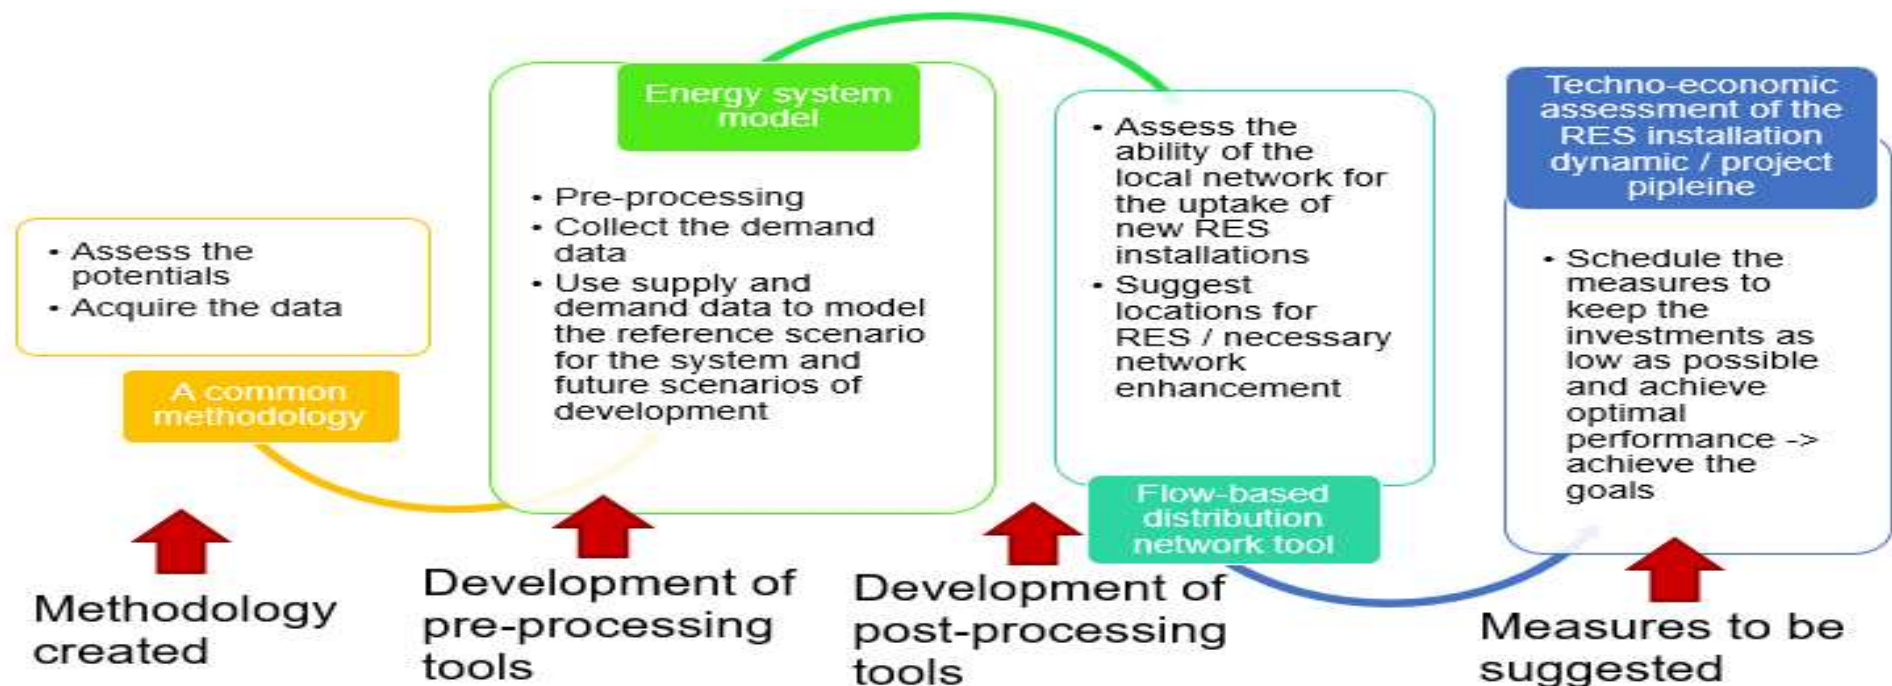 • Assess the
potentials
• Acquire the data
A common
methodology
Methodology
created
Energy system
model
• Pre-processing
• Collect the demand
data
• Use supply and
demand data to model
the reference scenario
for the system and
future scenarios of
development
Development of
pre-processing
tools
• Assess the
ability of the
local network for
the uptake of
new RES
installations
• Suggest
locations for
RES / necessary
network
enhancement
Flow-based
distribution
network tool
Development of
post-processing
tools
Techno-economic
assessment of the
RES installation
dynamic / project
pipleine
• Schedule the
measures to
keep the
investments as
low as possible
and achieve
optimal
performance ->
achieve the
goals
Measures to be
suggested